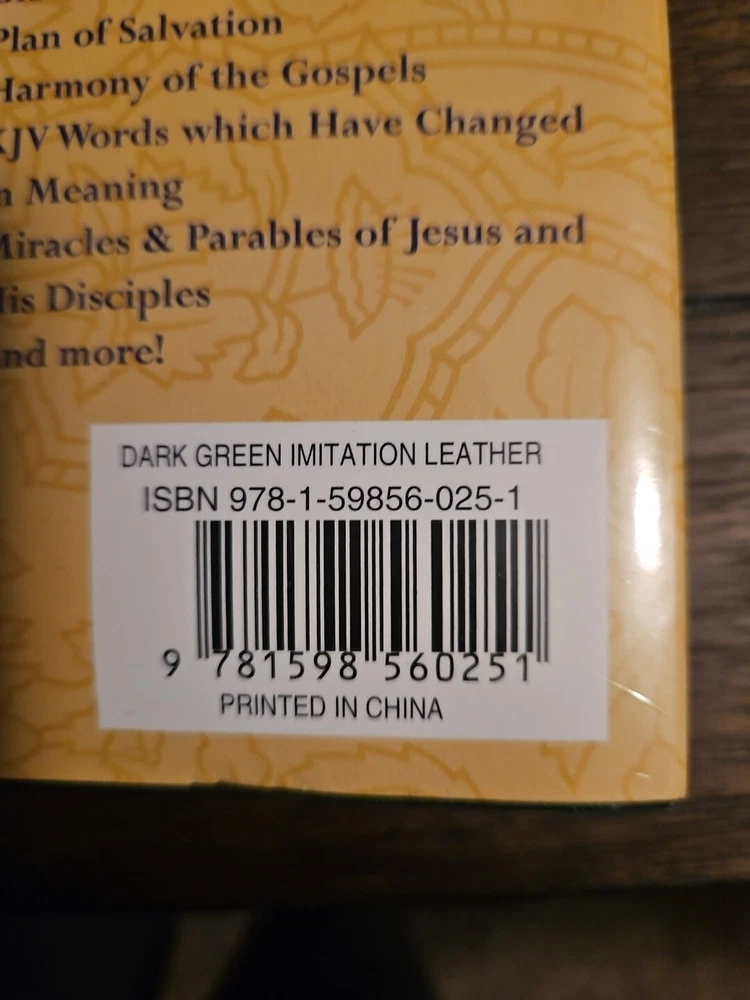 Plan of Salvation
Harmony of the Gospels
KJV Words which Have Changed
n Meaning
Miracles & Parables of Jesus and
His Disciples
nd more!
DARK GREEN IMITATION LEATHER
ISBN 978-1-59856-025-1
9 781598 560251
PRINTED IN CHINA